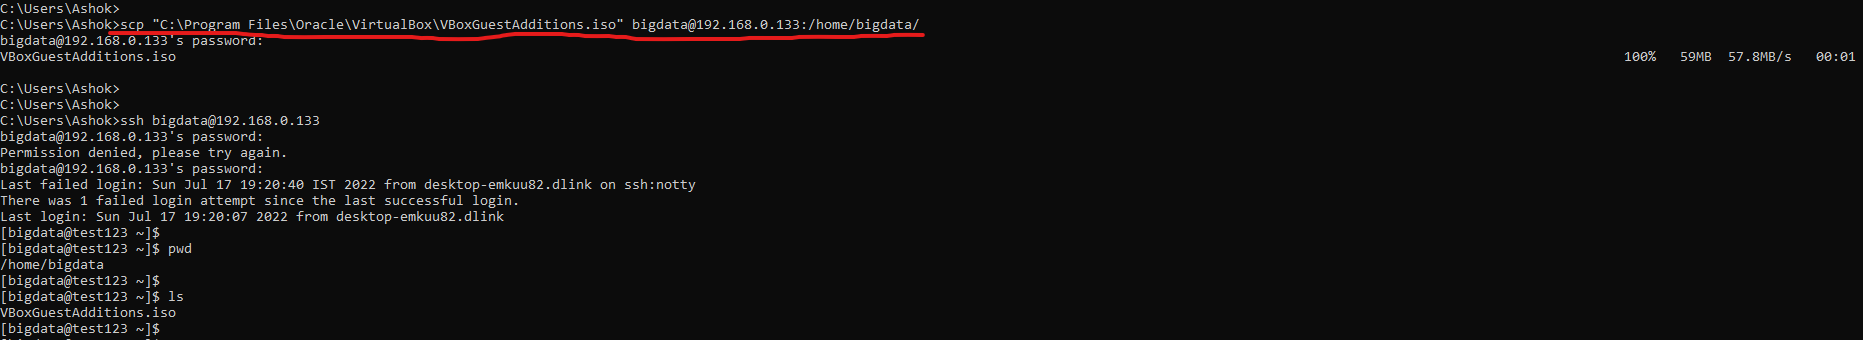 C:\Users\Ashok>
C:\Users\Ashok>scp "C:\Program Files\Oracle\VirtualBox\VBoxGuestAdditions.iso" bigdata@192.168.0.133:/home/bigdata/
bigdata@192.168.0.133's password:
VBoxGuestAdditions.iso 100% 59MB 57.8MB/s 00:01
C:\Users\Ashok>
C:\Users\Ashok>
C:\Users\Ashok>ssh bigdata@192.168.0.133
bigdata@192.168.0.133's password:
Permission denied, please try again.
bigdata@192.168.0.133's password:
Last failed login: Sun Jul 17 19:20:40 IST 2022 from desktop-emkuu82.dlink on ssh:notty
There was 1 failed login attempt since the last successful login.
Last login: Sun Jul 17 19:20:07 2022 from desktop-emkuu82.dlink
[bigdata@test123 ~]$
[bigdata@test123 ~]$ pwd
/home/bigdata
[bigdata@test123 ~]$
[bigdata@test123 ~]$ ls
VBoxGuestAdditions.iso
[bigdata@test123 ~]$